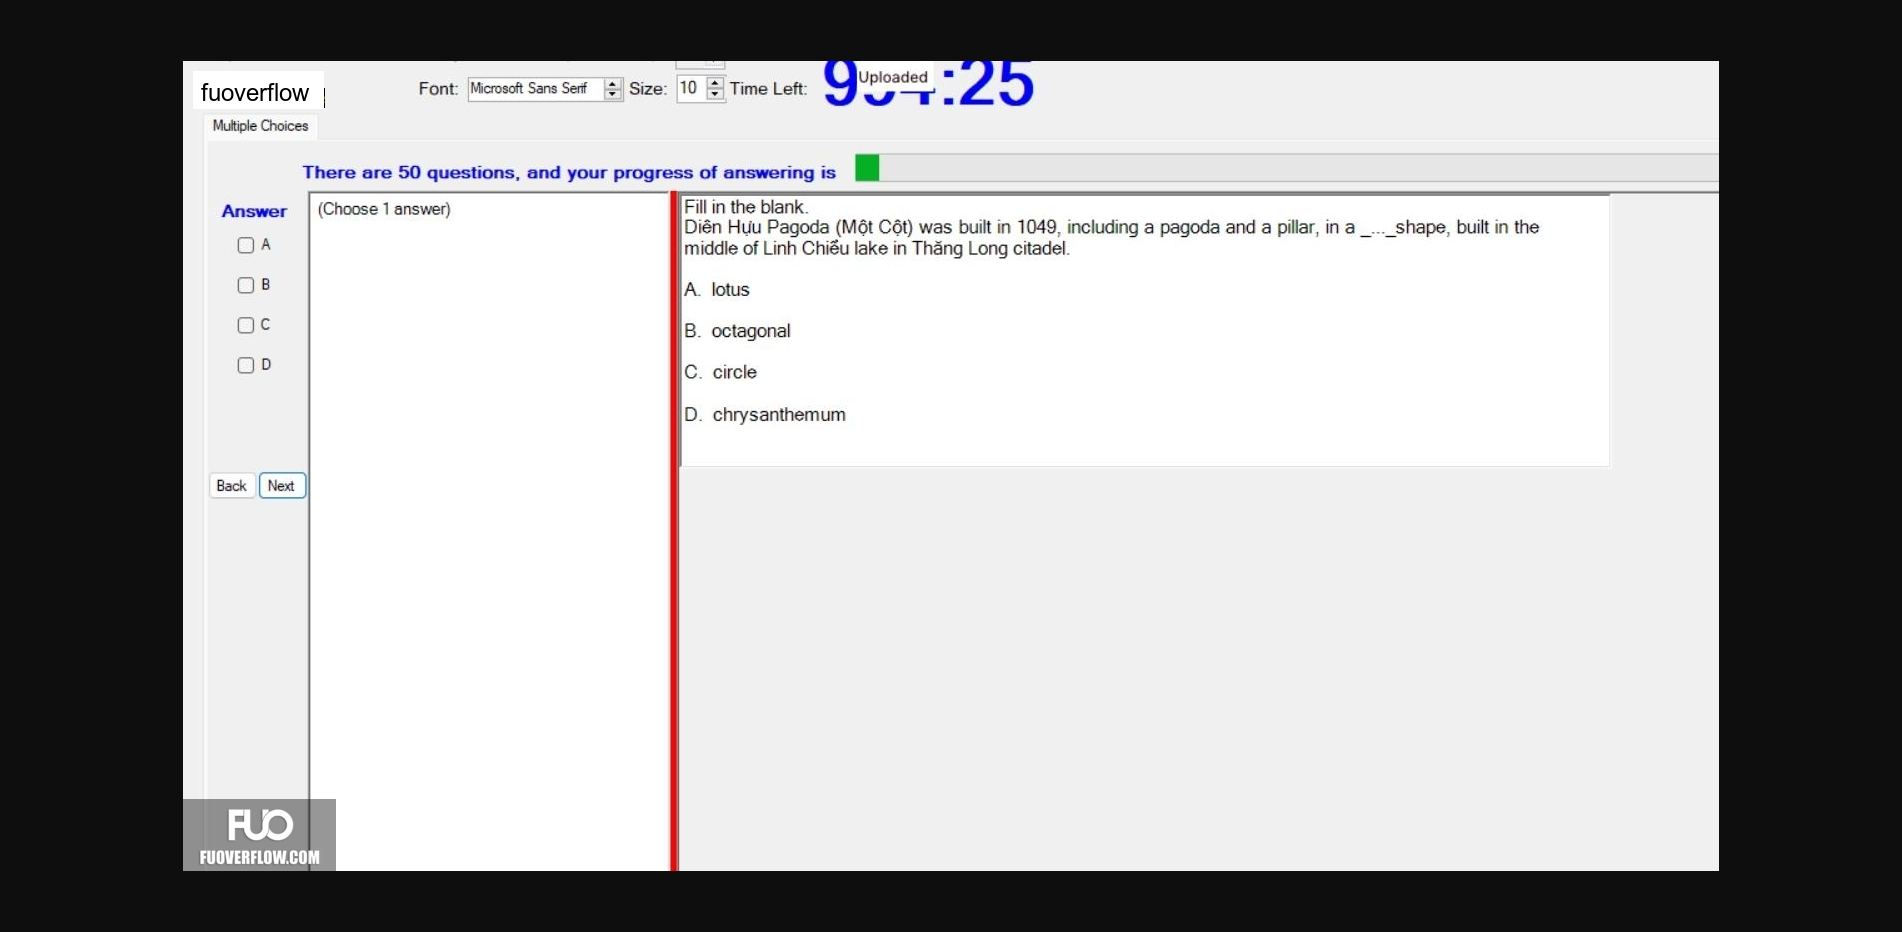 fuoverflow
Font: Microsoft Sans Serif Size: 10 Time Left: :25
Uploaded
Multiple Choices
There are 50 questions, and your progress of answering is
Answer
A
B
C
D
Back Next
(Choose 1 answer)
Fill in the blank.
Diên Hựu Pagoda (Một Cột) was built in 1049, including a pagoda and a pillar, in a _..._shape, built in the
middle of Linh Chiểu lake in Thăng Long citadel.
A. lotus
B. octagonal
C. circle
D. chrysanthemum
FUO
FUOVERFLOW.COM